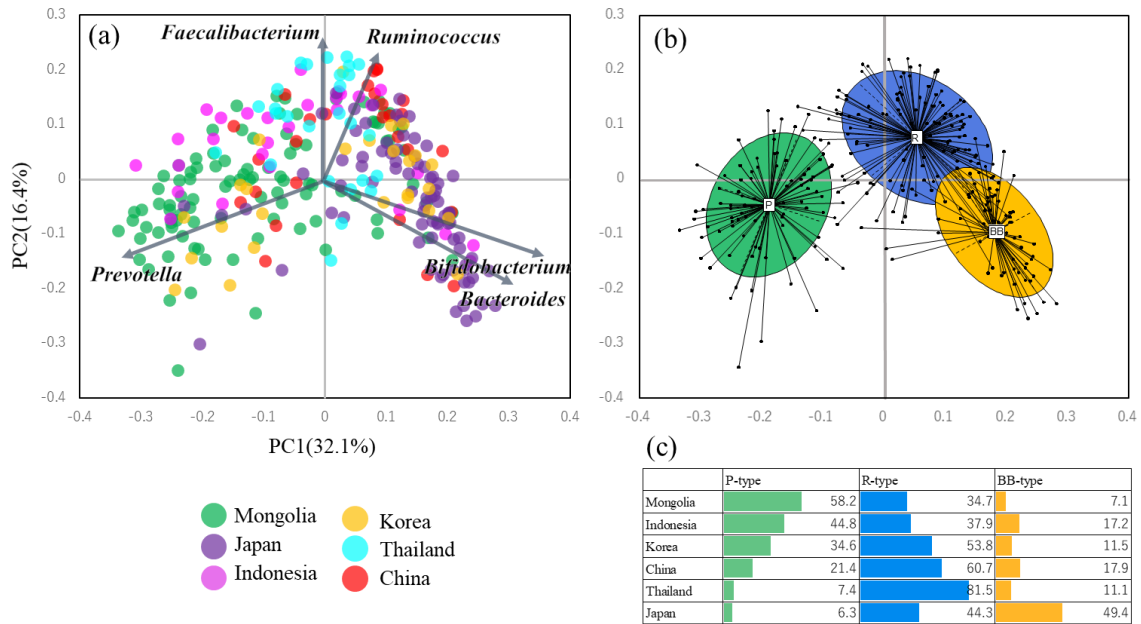 (a)
Faecalibacterium
Ruminococcus
Prevotella
Bifidobacterium
Bacteroides
0.3
0.2
0.1
0
-0.1
-0.2
-0.3
-0.4
PC2((16.4%)
-0.4 -0.3 -0.2 -0.1 0 0.1 0.2 0.3 0.4
PC1(32.1%)
(b)
0.3
0.2
0.1
0
-0.1
-0.2
-0.3
-0.4
P
R
BB
-0.4 -0.3 -0.2 -0.1 0 0.1 0.2 0.3 0.4
Mongolia
Japan
Indonesia
Korea
Thailand
China
(c)
P-type R-type BB-type
Mongolia 58.2 34.7 7.1
Indonesia 44.8 37.9 17.2
Korea 34.6 53.8 11.5
China 21.4 60.7 17.9
Thailand 7.4 81.5 11.1
Japan 6.3 44.3 49.4